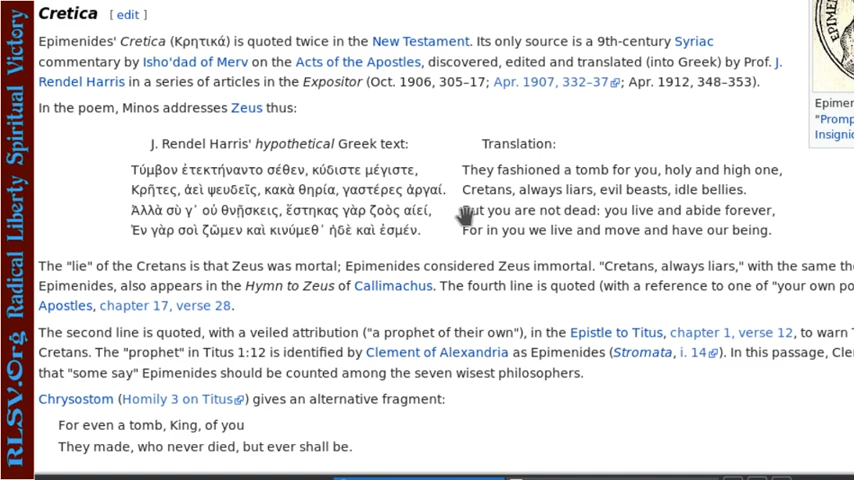 RLSV.Org Radical Liberty Spiritual Victory
Cretica [ edit ]
Epimenides' Cretica (Κρητικά) is quoted twice in the New Testament. Its only source is a 9th-century Syriac
commentary by Isho'dad of Merv on the Acts of the Apostles, discovered, edited and translated (into Greek) by Prof. J.
Rendel Harris in a series of articles in the Expositor (Oct. 1906, 305–17; Apr. 1907, 332–37; Apr. 1912, 348–353).
In the poem, Minos addresses Zeus thus:
J. Rendel Harris' hypothetical Greek text: Translation:
Τύμβον ἐτεκτήναντο σέθεν, κύδιστε μέγιστε, They fashioned a tomb for you, holy and high one,
Κρῆτες, ἀεὶ ψευδεῖς, κακὰ θηρία, γαστέρες ἀργαί. Cretans, always liars, evil beasts, idle bellies.
Ἀλλὰ σὺ γ᾽ οὐ θνῇσκεις, ἕστηκας γὰρ ζοὸς αίεί, But you are not dead: you live and abide forever,
Ἐν γὰρ σοὶ ζῶμεν καὶ κινύμεθ᾽ ἠδὲ καὶ ἐσμέν. For in you we live and move and have our being.
The "lie" of the Cretans is that Zeus was mortal; Epimenides considered Zeus immortal. "Cretans, always liars," with the same th
Epimenides, also appears in the Hymn to Zeus of Callimachus. The fourth line is quoted (with a reference to one of "your own po
Apostles, chapter 17, verse 28.
The second line is quoted, with a veiled attribution ("a prophet of their own"), in the Epistle to Titus, chapter 1, verse 12, to warn T
Cretans. The "prophet" in Titus 1:12 is identified by Clement of Alexandria as Epimenides (Stromata, i. 14). In this passage, Cle
that "some say" Epimenides should be counted among the seven wisest philosophers.
Chrysostom (Homily 3 on Titus) gives an alternative fragment:
For even a tomb, King, of you
They made, who never died, but ever shall be.
EPIMEN
Epimer
"Promp
Insigni